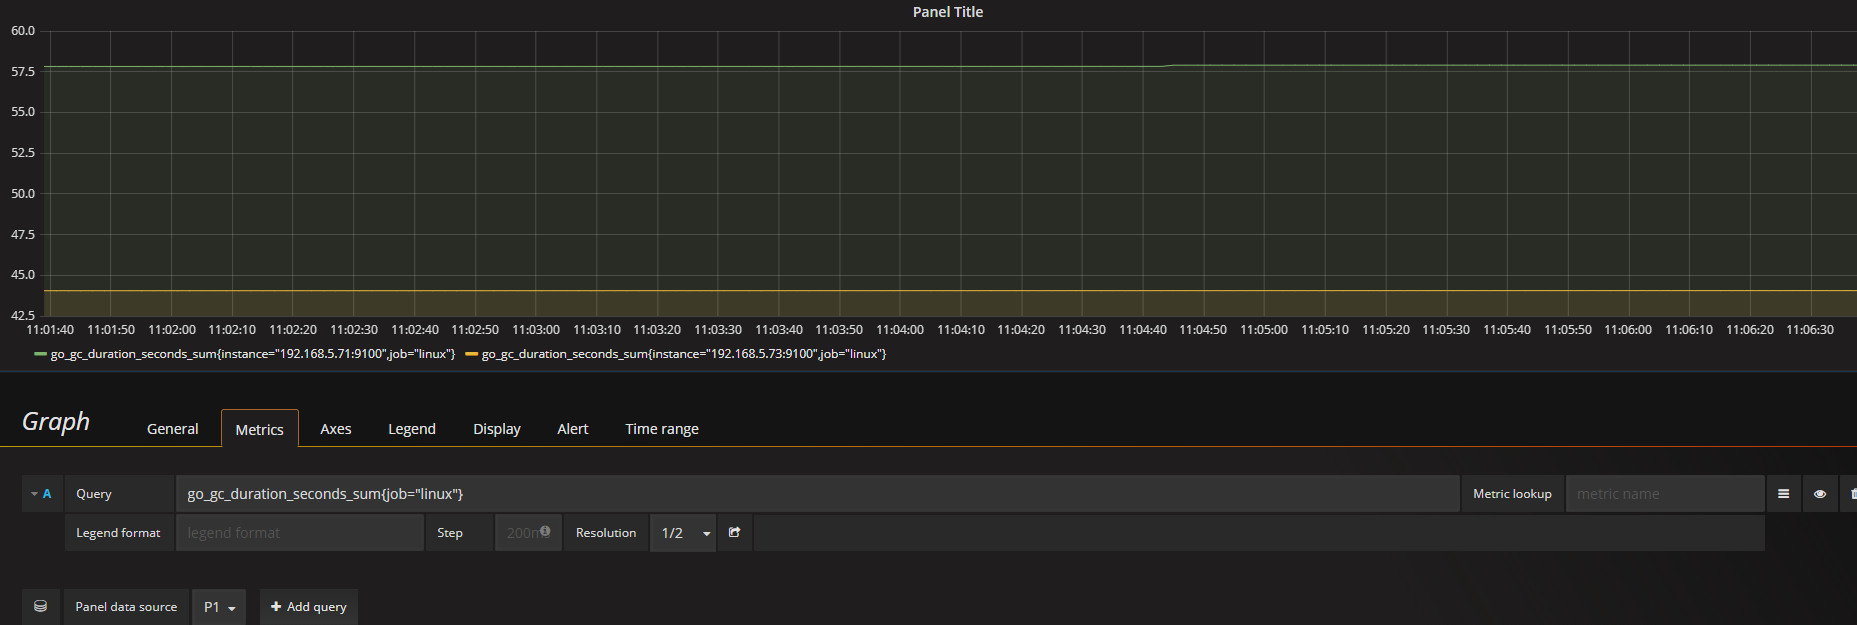 Panel Title
60.0
57.5
55.0
52.5
50.0
47.5
45.0
42.5
11:01:40 11:01:50 11:02:00 11:02:10 11:02:20 11:02:30 11:02:40 11:02:50 11:03:00 11:03:10 11:03:20 11:03:30 11:03:40 11:03:50 11:04:00 11:04:10 11:04:20 11:04:30 11:04:40 11:04:50 11:05:00 11:05:10 11:05:20 11:05:30 11:05:40 11:05:50 11:06:00 11:06:10 11:06:20 11:06:30
go_gc_duration_seconds_sum{instance="192.168.5.71:9100",job="linux"} go_gc_duration_seconds_sum{instance="192.168.5.73:9100",job="linux"}
Graph General Metrics Axes Legend Display Alert Time range
A Query go_gc_duration_seconds_sum{job="linux"} Metric lookup metric name
Legend format legend format Step Resolution 1/2
Panel data source P1 Add query